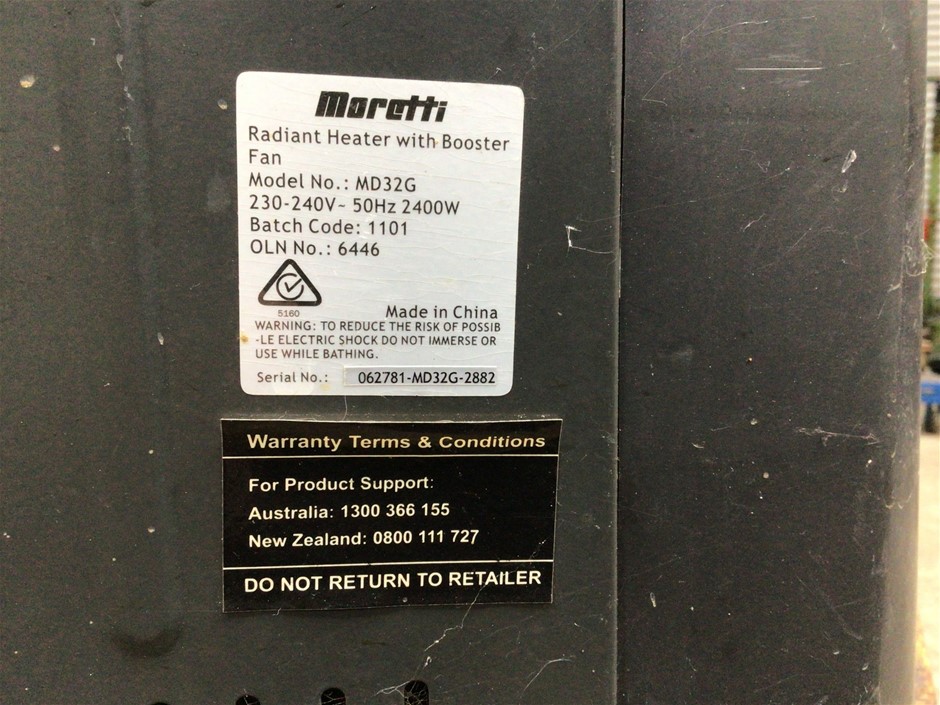 Moretti
Radiant Heater with Booster
Fan
Model No.: MD32G
230-240V~ 50Hz 2400W
Batch Code: 1101
OLN No.: 6446
5160
Made in China
WARNING: TO REDUCE THE RISK OF POSSIB
-LE ELECTRIC SHOCK DO NOT IMMERSE OR
USE WHILE BATHING.
Serial No.: 062781-MD32G-2882
Warranty Terms & Conditions
For Product Support:
Australia: 1300 366 155
New Zealand: 0800 111 727
DO NOT RETURN TO RETAILER